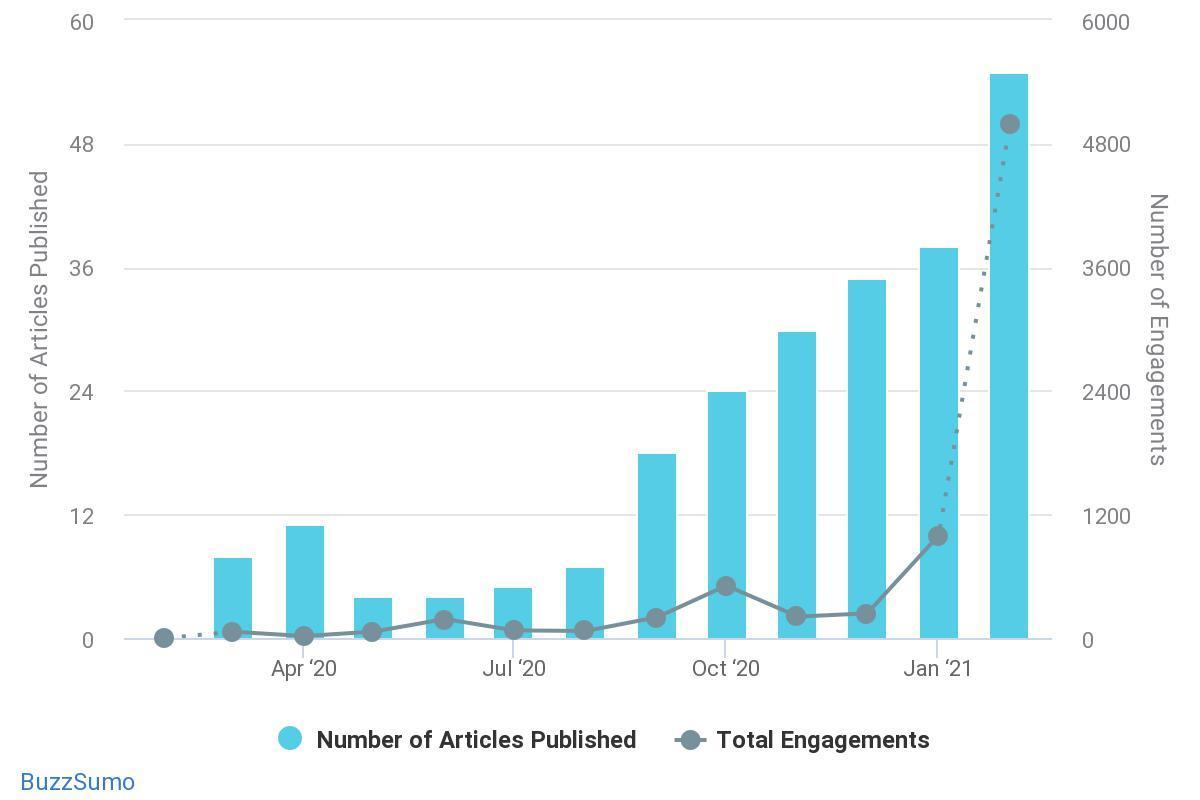 60
48
36
24
12
0
Number of Articles Published
6000
4800
3600
2400
1200
0
Number of Engagements
Apr ‘20
Jul ‘20
Oct ‘20
Jan ‘21
Number of Articles Published
Total Engagements
BuzzSumo